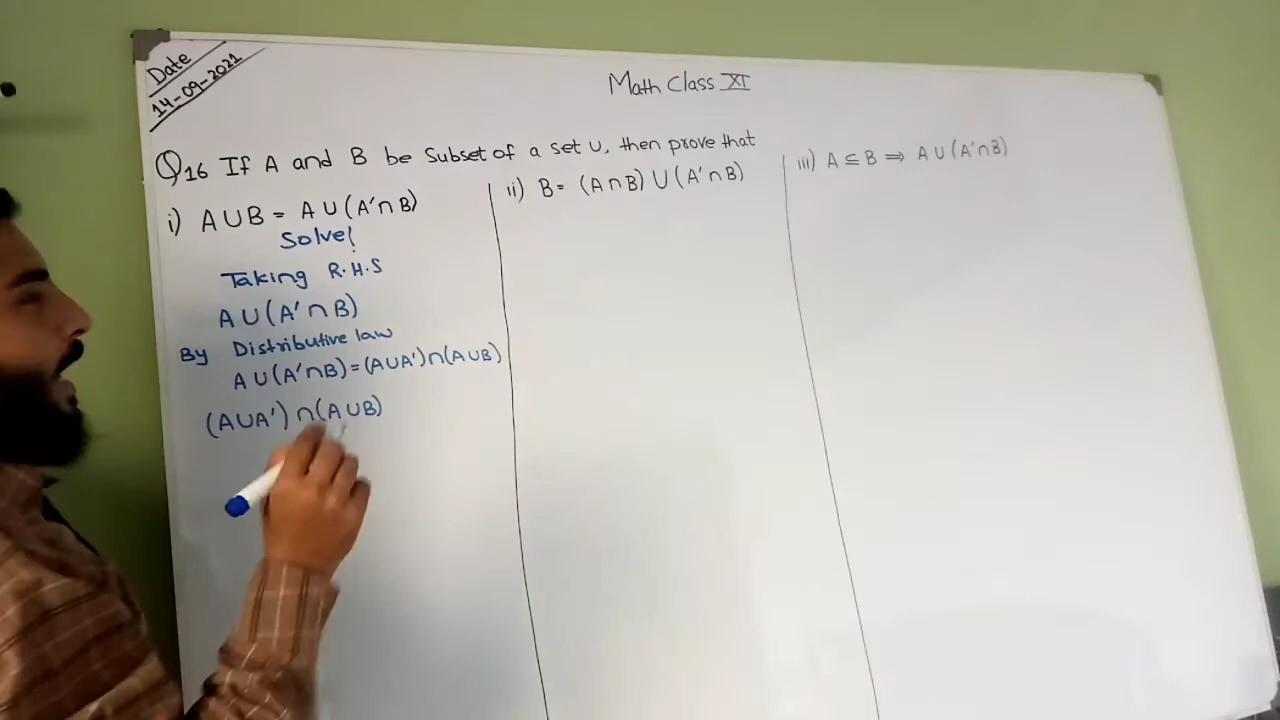 Date
14-09-2021
Math Class XI
Q16 If A and B be Subset of a set U, then prove that
i) A∪B = A∪(A'∩B)
Solve!
Taking R.H.S
A∪(A'∩B)
By Distributive law
A∪(A'∩B)=(A∪A')∩(A∪B)
(A∪A')∩(A∪B)
ii) B= (A∩B)∪(A'∩B)
iii) A⊆B ⇒ A∪(A'∩B)